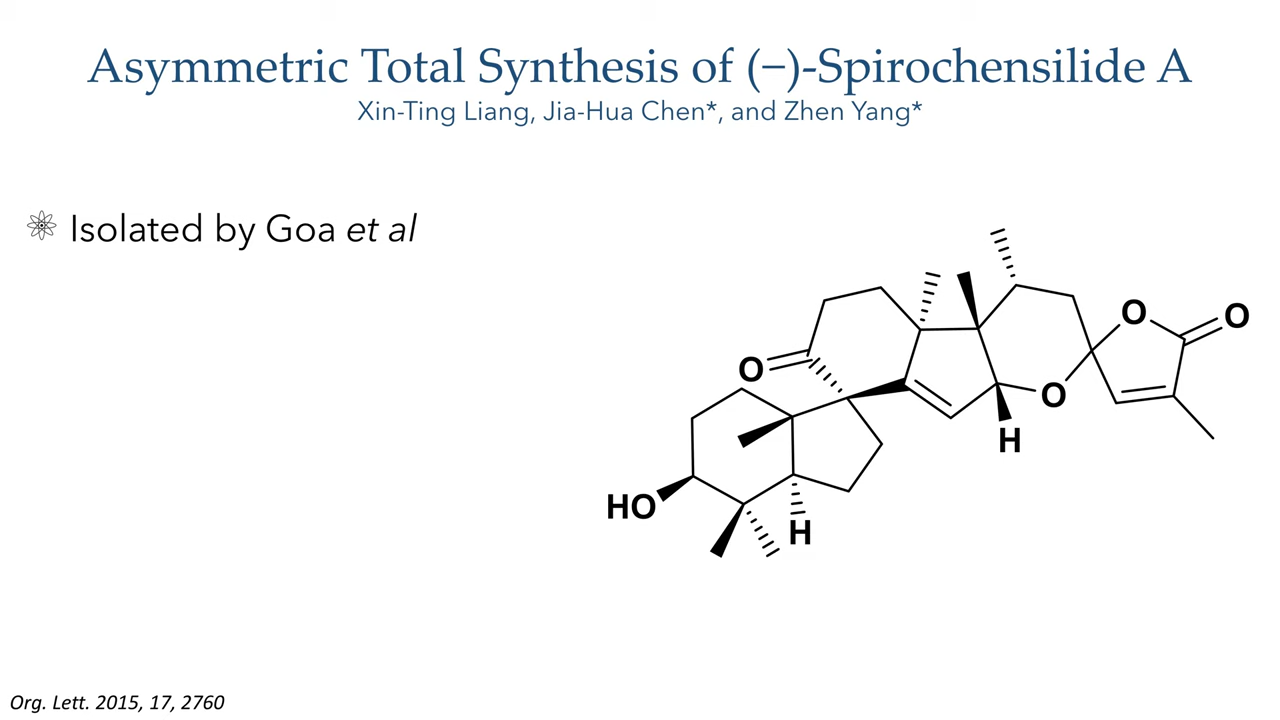 Asymmetric Total Synthesis of (−)-Spirochensilide A
Xin-Ting Liang, Jia-Hua Chen*, and Zhen Yang*
Isolated by Goa et al
O
O
O
O
H
HO
H
Org. Lett. 2015, 17, 2760